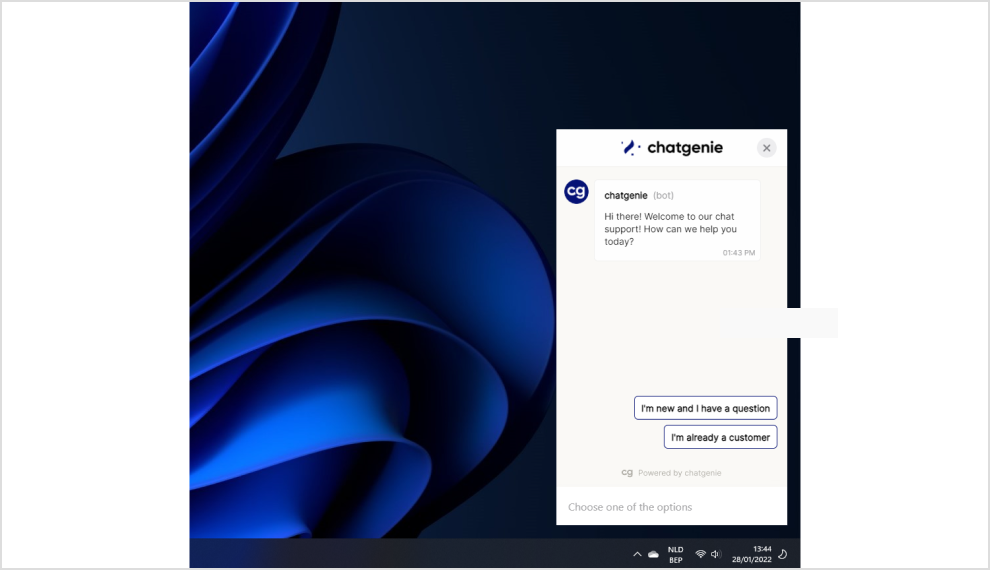 chatgenie
cg
chatgenie (bot)
Hi there! Welcome to our chat
support! How can we help you
today?
01:43 PM
I'm new and I have a question
I'm already a customer
cg Powered by chatgenie
Choose one of the options
NLD
BEP
13:44
28/01/2022